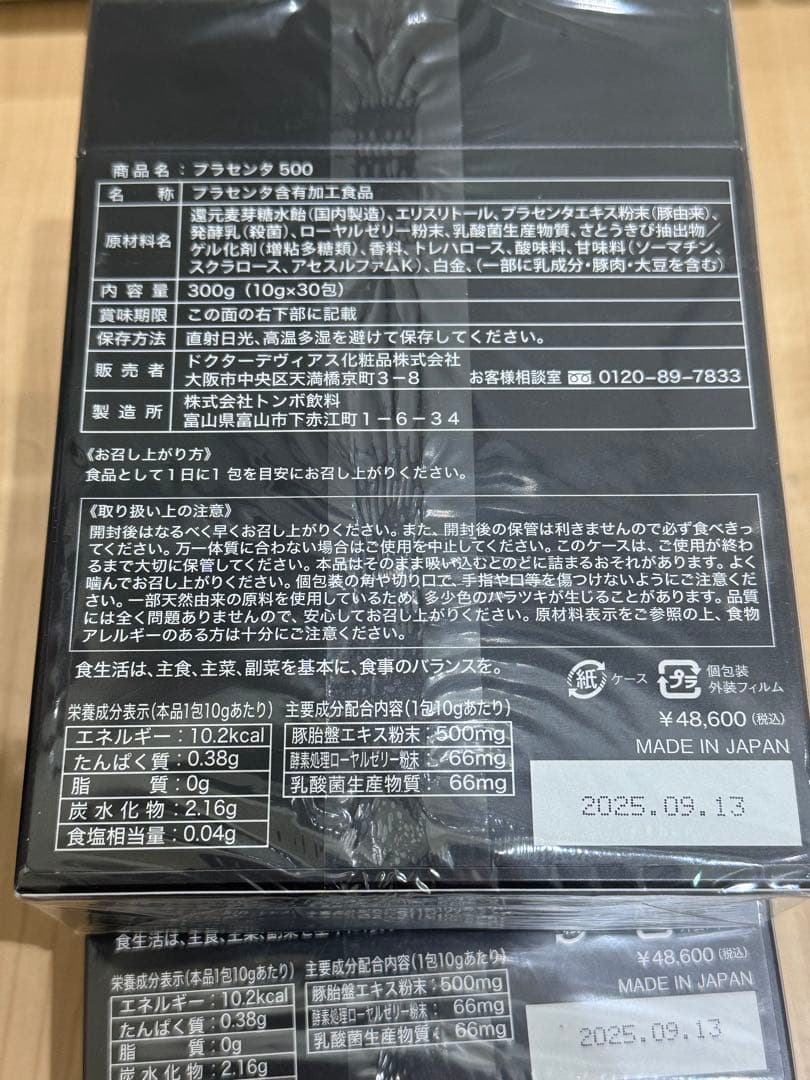 商品名：プラセンタ500
名称 プラセンタ含有加工食品
原材料名 還元麦芽糖水飴(国内製造)、エリスリトール、プラセンタエキス粉末(豚由来)、
発酵乳(殺菌)、ローヤルゼリー粉末、乳酸菌生産物質、さとうきび抽出物／
ゲル化剤(増粘多糖類)、香料、トレハロース、酸味料、甘味料(ソーマチン、
スクラロース、アセスルファムK)、白金、(一部に乳成分・豚肉・大豆を含む)
内容量 300g（10g×30包）
賞味期限 この面の右下部に記載
保存方法 直射日光、高温多湿を避けて保存してください。
販売者 ドクターデヴィアス化粧品株式会社
大阪市中央区天満橋京町3－8 お客様相談室 0120-89-7833
製造所 株式会社トンボ飲料
富山県富山市下赤江町1－6－34
《お召し上がり方》
食品として1日に1包を目安にお召し上がりください。
《取り扱い上の注意》
開封後はなるべく早くお召し上がりください。また、開封後の保管は利きませんので必ず食べきっ
てください。万一体質に合わない場合はご使用を中止してください。このケースは、ご使用が終わ
るまで大切に保管してください。本品はそのまま吸い込むとのどに詰まるおそれがあります。よく
噛んでお召し上がりください。個包装の角や切り口で、手指や口等を傷つけないようにご注意くだ
さい。一部天然由来の原料を使用しているため、多少色のバラツキが生じることがあります。品質
には全く問題ありませんので、安心してお召し上がりください。原材料表示をご参照の上、食物
アレルギーのある方は十分にご注意ください。
食生活は、主食、主菜、副菜を基本に、食事のバランスを。
紙 ケース プラ 個包装
外装フィルム
¥48,600（税込）
MADE IN JAPAN
2025.09.13
栄養成分表示(本品1包10gあたり)
エネルギー：10.2kcal
たんぱく質：0.38g
脂質：0g
炭水化物：2.16g
食塩相当量：0.04g
主要成分配合内容(1包10gあたり)
豚胎盤エキス粉末：500mg
酵素処理ローヤルゼリー粉末：66mg
乳酸菌生産物質：66mg
食生活は、主食、主菜、副菜を基
¥48,600（税込）
MADE IN JAPAN
2025.09.13
栄養成分表示(本品1包10gあたり)
エネルギー：10.2kcal
たんぱく質：0.38g
脂質：0g
炭水化物：2.16g
主要成分配合内容(1包10gあたり)
豚胎盤エキス粉末：500mg
酵素処理ローヤルゼリー粉末：66mg
乳酸菌生産物質：66mg